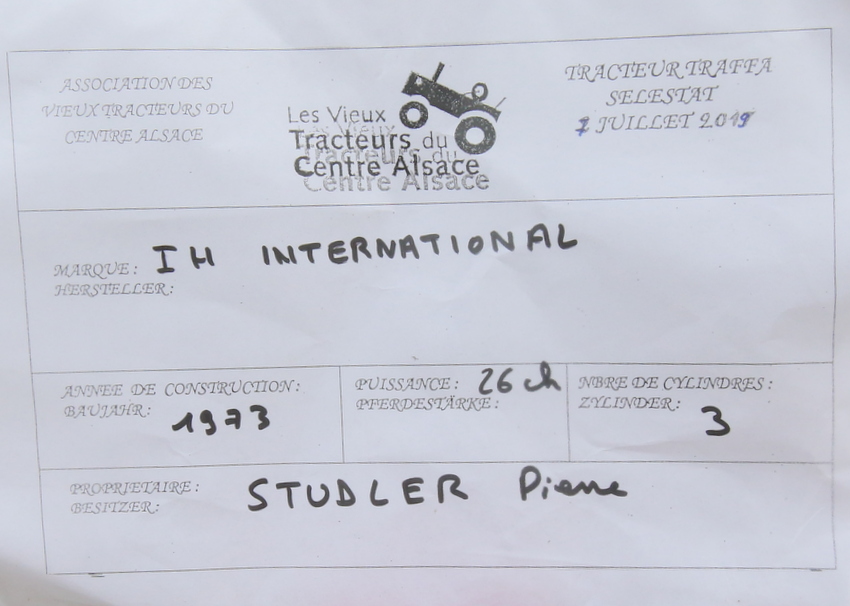 ASSOCIATION DES
VIEUX TRACTEURS DU
CENTRE ALSACE
Les Vieux
Tracteurs du
Centre Alsace
TRACTEUR TRAFFA
SELESTAT
7 JUILLET 2019
MARQUE : IH INTERNATIONAL
HERSTELLER :
ANNEE DE CONSTRUCTION :
BAUJAHR : 1973
PUISSANCE : 26 ch
PFERDESTÄRKE :
NBRE DE CYLINDRES :
ZYLINDER : 3
PROPRIETAIRE : STUDLER Pierre
BESITZER :